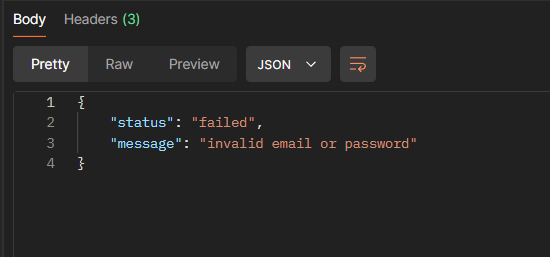 Body Headers (3)
Pretty Raw Preview JSON
1 {
2 "status": "failed",
3 "message": "invalid email or password"
4 }